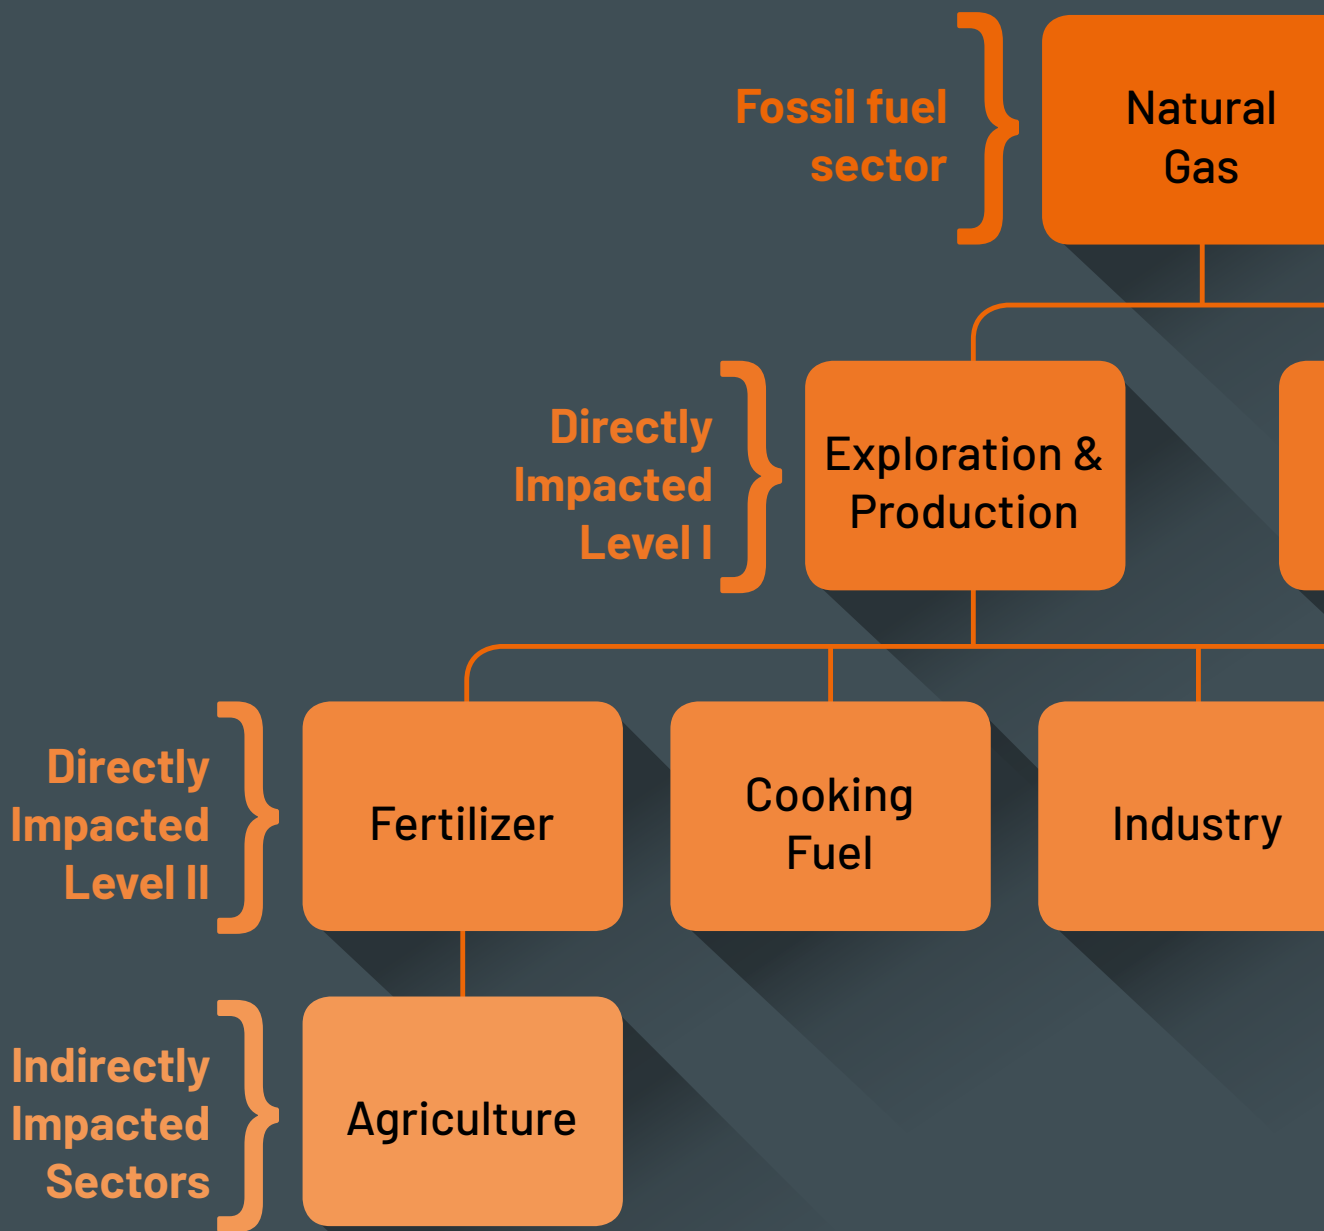 Fossil fuel
sector
Natural
Gas
Directly
Impacted
Level I
Exploration &
Production
Directly
Impacted
Level II
Fertilizer
Cooking
Fuel
Industry
Indirectly
Impacted
Sectors
Agriculture